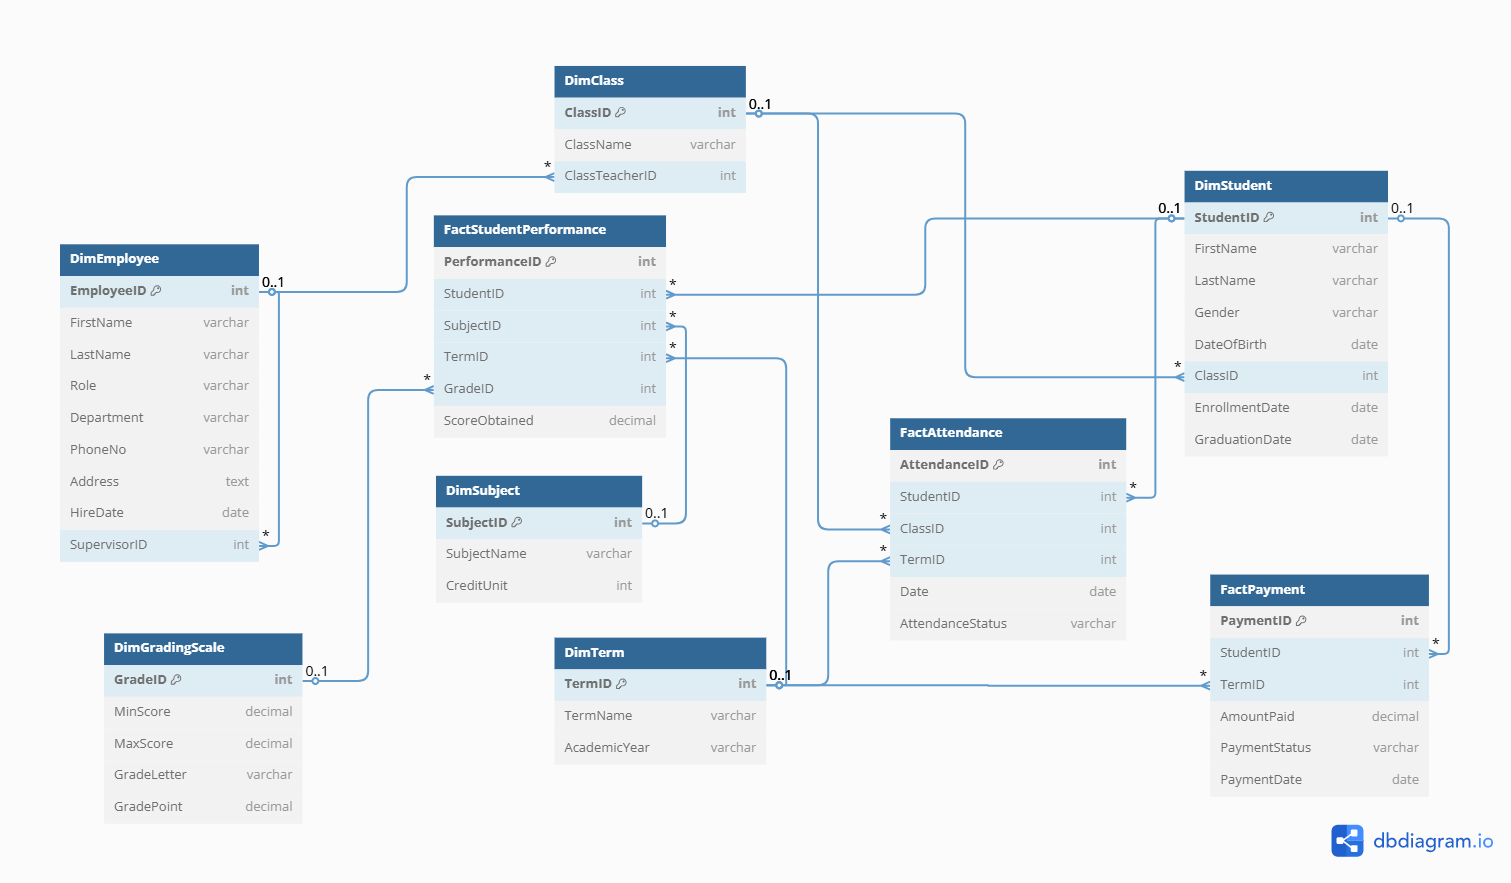 DimClass
ClassID int
ClassName varchar
ClassTeacherID int
0..1
*
DimStudent
StudentID int
FirstName varchar
LastName varchar
Gender varchar
DateOfBirth date
ClassID int
EnrollmentDate date
GraduationDate date
0..1
0..1
*
FactStudentPerformance
PerformanceID int
StudentID int
SubjectID int
TermID int
GradeID int
ScoreObtained decimal
*
*
*
*
DimEmployee
EmployeeID int
FirstName varchar
LastName varchar
Role varchar
Department varchar
PhoneNo varchar
Address text
HireDate date
SupervisorID int
0..1
*
FactAttendance
AttendanceID int
StudentID int
ClassID int
TermID int
Date date
AttendanceStatus varchar
*
*
*
DimSubject
SubjectID int
SubjectName varchar
CreditUnit int
0..1
FactPayment
PaymentID int
StudentID int
TermID int
AmountPaid decimal
PaymentStatus varchar
PaymentDate date
*
*
DimGradingScale
GradeID int
MinScore decimal
MaxScore decimal
GradeLetter varchar
GradePoint decimal
0..1
DimTerm
TermID int
TermName varchar
AcademicYear varchar
0..1
dbdiagram.io